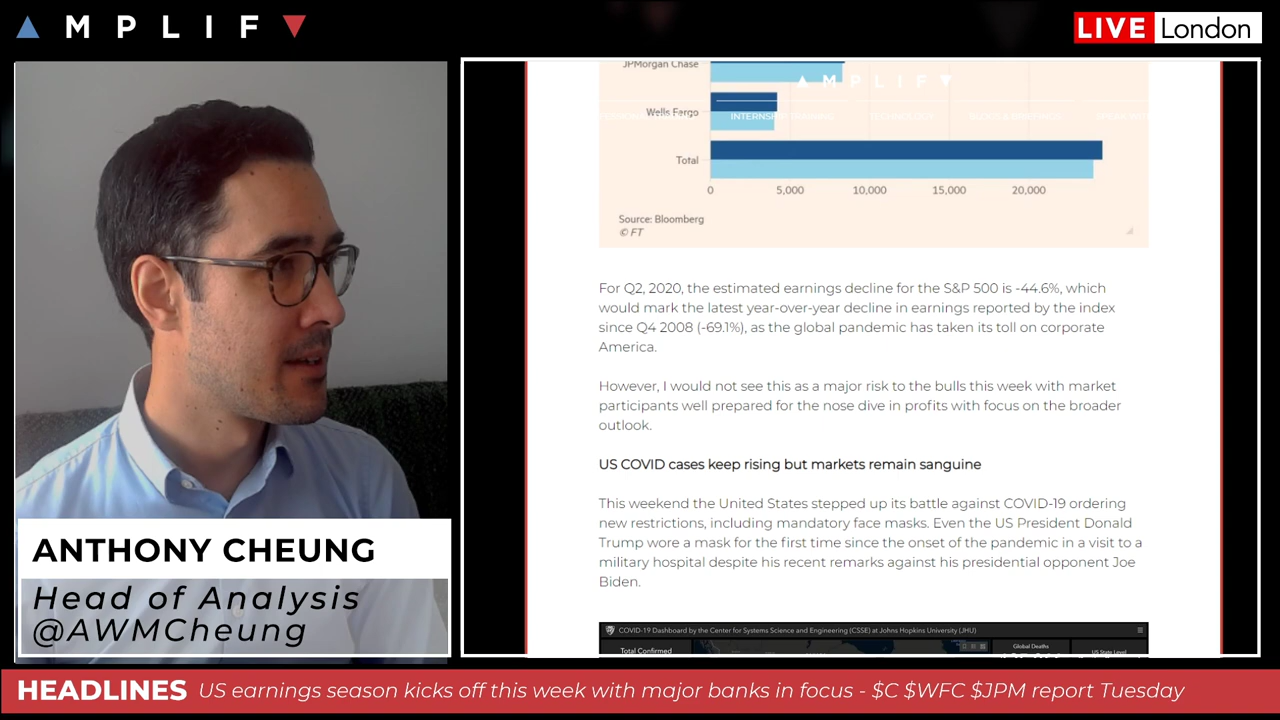 AMPLIFY
LIVE London
JPMorgan Chase
AMPLIFY
Wells Fargo
INTERNSHIP TRAINING
TECHNOLOGY
Total
0 5,000 10,000 15,000 20,000
Source: Bloomberg
© FT
For Q2, 2020, the estimated earnings decline for the S&P 500 is -44.6%, which
would mark the latest year-over-year decline in earnings reported by the index
since Q4 2008 (-69.1%), as the global pandemic has taken its toll on corporate
America.
However, I would not see this as a major risk to the bulls this week with market
participants well prepared for the nose dive in profits with focus on the broader
outlook.
US COVID cases keep rising but markets remain sanguine
This weekend the United States stepped up its battle against COVID-19 ordering
new restrictions, including mandatory face masks. Even the US President Donald
Trump wore a mask for the first time since the onset of the pandemic in a visit to a
military hospital despite his recent remarks against his presidential opponent Joe
Biden.
COVID-19 Dashboard by the Center for Systems Science and Engineering (CSSE) at Johns Hopkins University (JHU)
Total Confirmed
Global Deaths
US State Level
ANTHONY CHEUNG
Head of Analysis
@AWMCheung
HEADLINES US earnings season kicks off this week with major banks in focus - $C $WFC $JPM report Tuesday